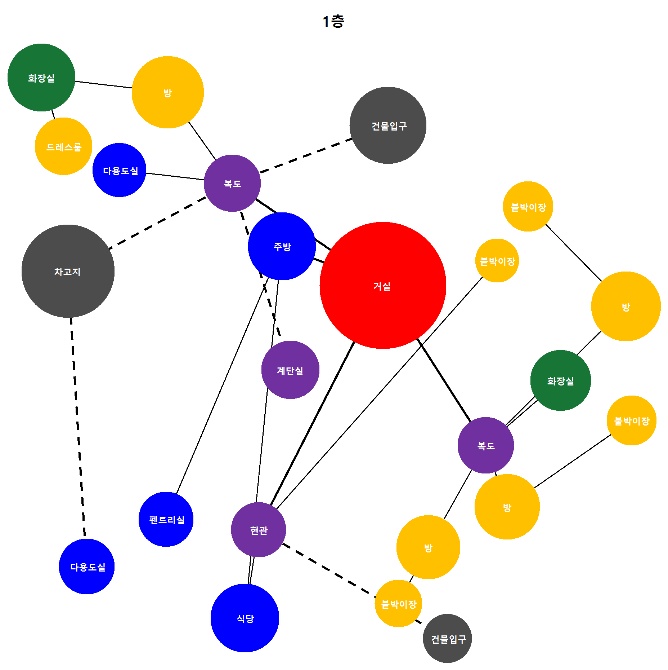 1층
화장실
방
건물입구
드레스룸
다용도실
복도
붙박이장
주방
붙박이장
차고지
거실
방
계단실
화장실
붙박이장
복도
방
팬트리실
현관
방
다용도실
붙박이장
식당
건물입구